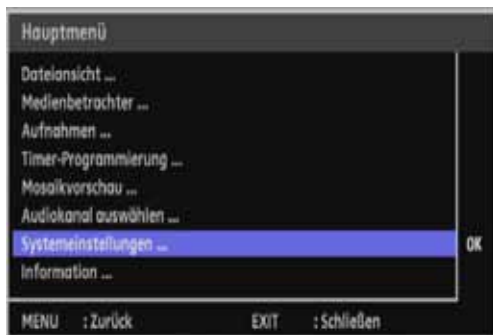 Hauptmenü
Dateiansicht ...
Medienbetrachter ...
Aufnahmen ...
Timer-Programmierung ...
Mosaikvorschau ...
Audiokanal auswählen ...
Systemeinstellungen ... OK
Information ...
MENU : Zurück EXIT : Schließen